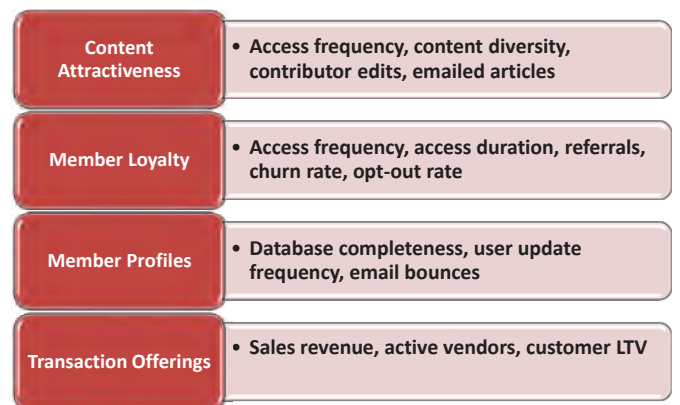 Content
Attractiveness
• Access frequency, content diversity,
contributor edits, emailed articles
Member Loyalty
• Access frequency, access duration, referrals,
churn rate, opt-out rate
Member Profiles
• Database completeness, user update
frequency, email bounces
Transaction Offerings
• Sales revenue, active vendors, customer LTV